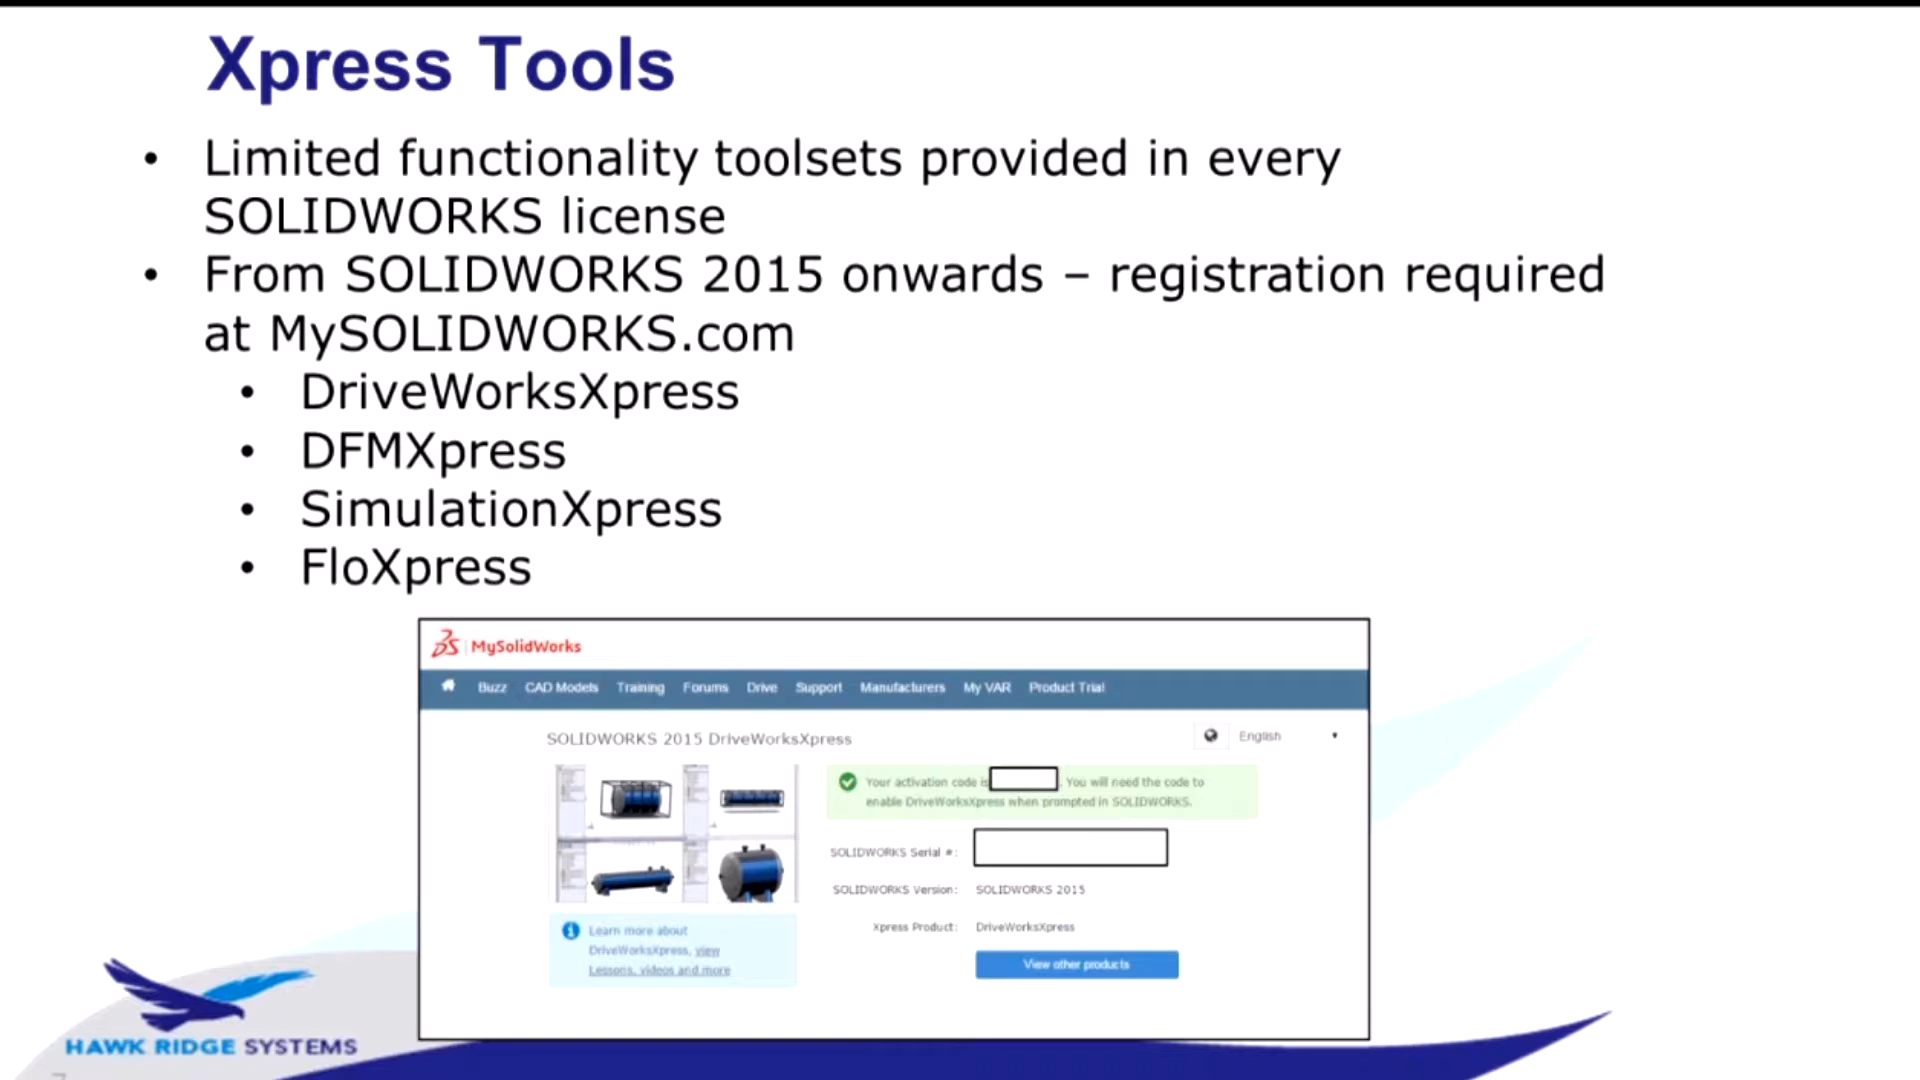 Xpress Tools
• Limited functionality toolsets provided in every
SOLIDWORKS license
• From SOLIDWORKS 2015 onwards – registration required
at MySOLIDWORKS.com
• DriveWorksXpress
• DFMXpress
• SimulationXpress
• FloXpress
MySolidWorks
Buzz CAD Models Training Forums Drive Support Manufacturers My VAR Product Trial
SOLIDWORKS 2015 DriveWorksXpress
English
Your activation code is . You will need the code to
enable DriveWorksXpress when prompted in SOLIDWORKS.
SOLIDWORKS Serial #:
SOLIDWORKS Version: SOLIDWORKS 2015
Xpress Product: DriveWorksXpress
View other products
Learn more about
DriveWorksXpress, view
Lessons, videos and more
HAWK RIDGE SYSTEMS